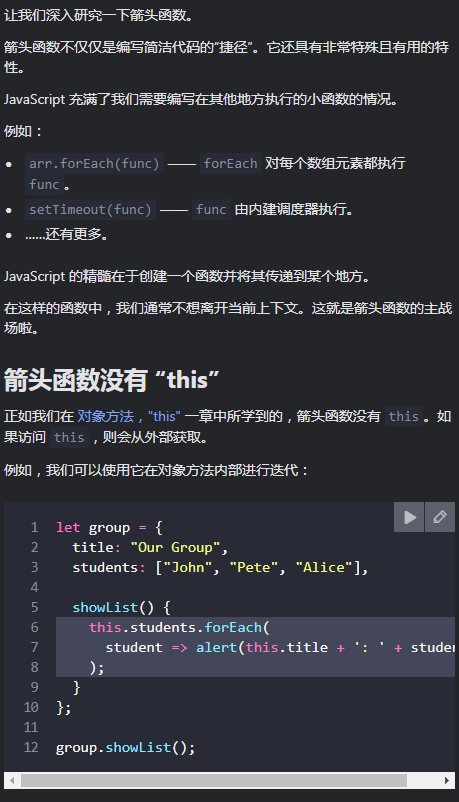 让我们深入研究一下箭头函数。
箭头函数不仅仅是编写简洁代码的“捷径”。它还具有非常特殊且有用的特
性。
JavaScript 充满了我们需要编写在其他地方执行的小函数的情况。
例如：
• arr.forEach(func) —— forEach 对每个数组元素都执行
func 。
• setTimeout(func) —— func 由内建调度器执行。
• ……还有更多。
JavaScript 的精髓在于创建一个函数并将其传递到某个地方。
在这样的函数中，我们通常不想离开当前上下文。这就是箭头函数的主战
场啦。
箭头函数没有 “this”
正如我们在 对象方法，"this" 一章中所学到的，箭头函数没有 this 。如
果访问 this ，则会从外部获取。
例如，我们可以使用它在对象方法内部进行迭代：
1 let group = {
2   title: "Our Group",
3   students: ["John", "Pete", "Alice"],
4
5   showList() {
6     this.students.forEach(
7       student => alert(this.title + ': ' + studen
8     );
9   }
10 };
11
12 group.showList();